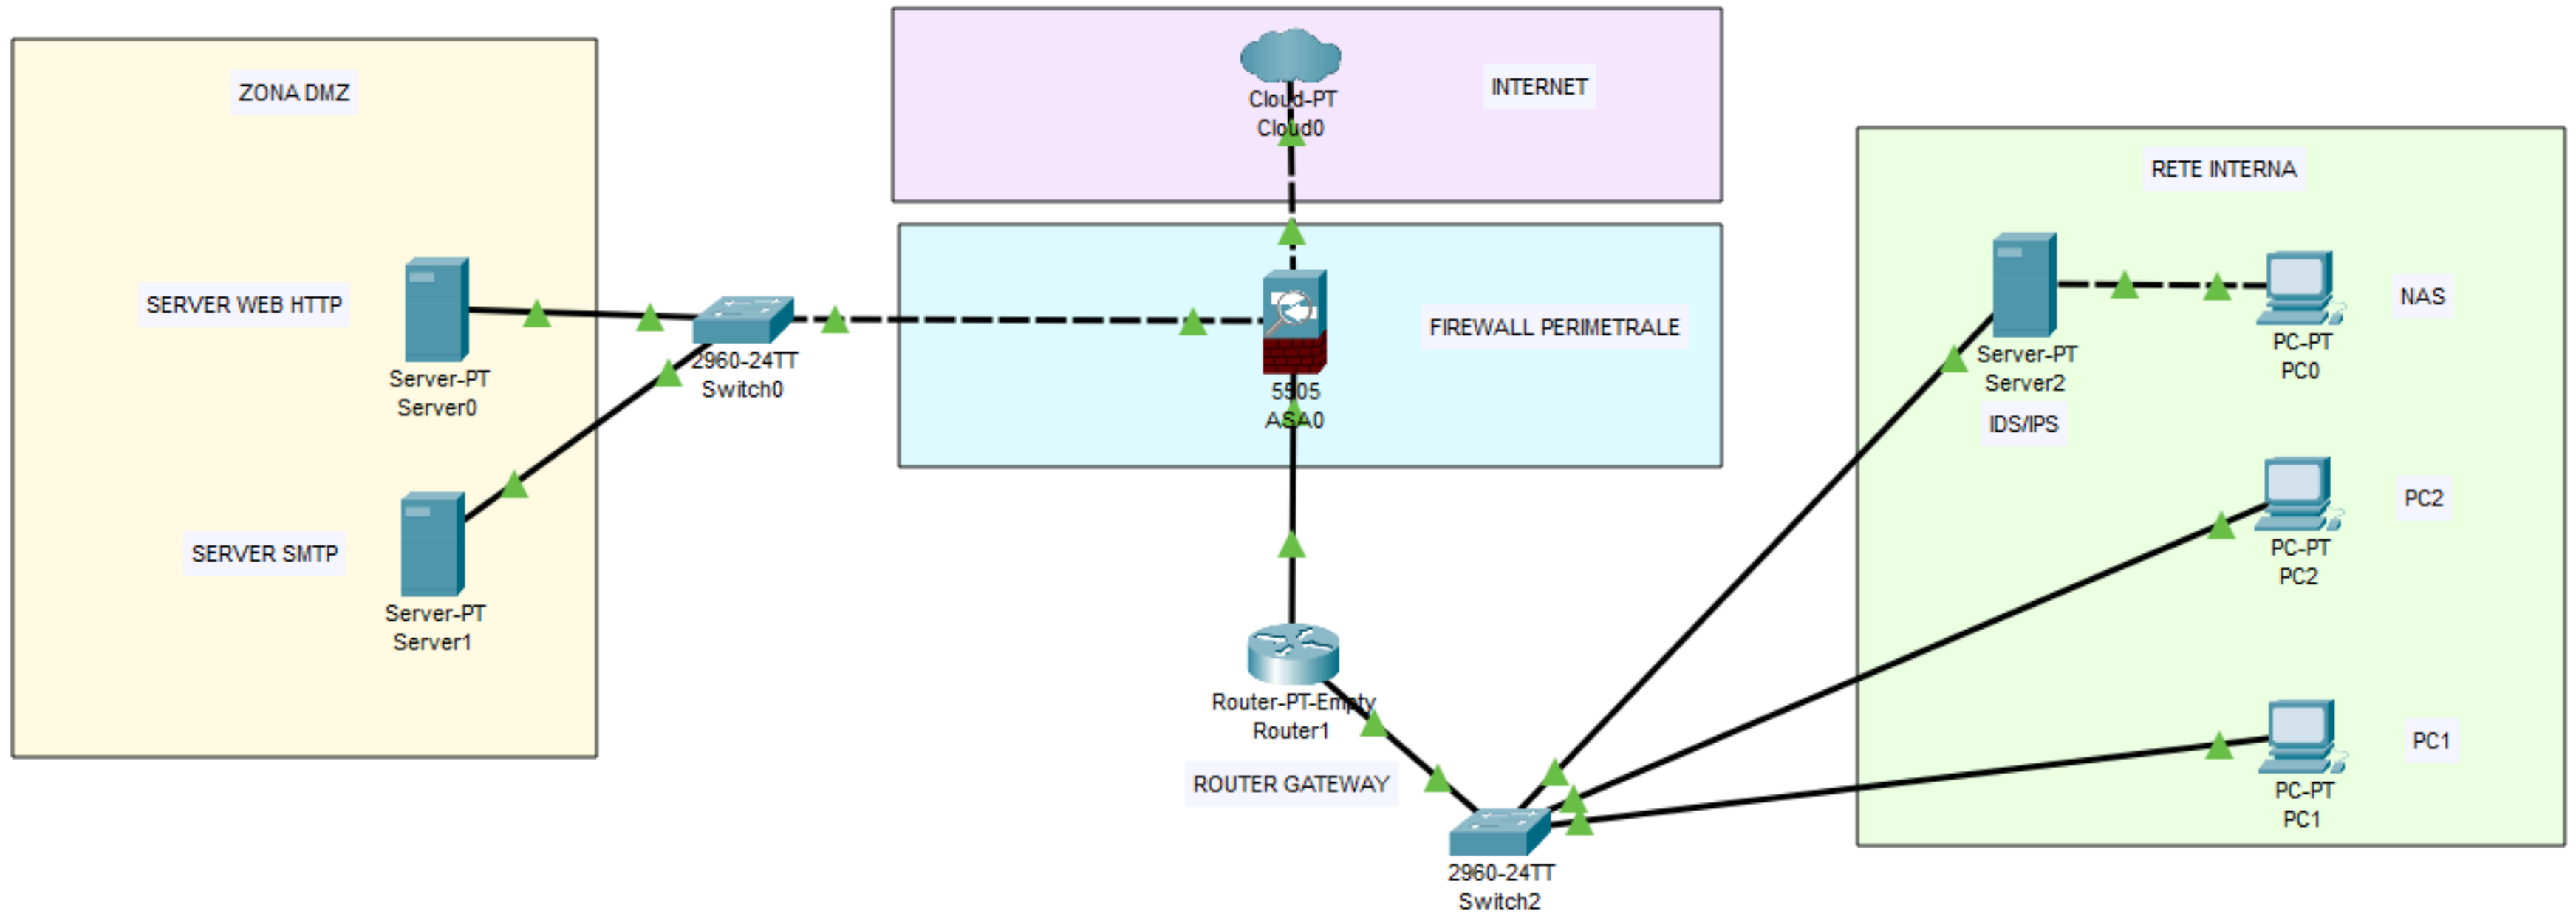 ZONA DMZ
SERVER WEB HTTP
Server-PT
Server0
SERVER SMTP
Server-PT
Server1
2960-24TT
Switch0
Cloud-PT
Cloud0
INTERNET
FIREWALL PERIMETRALE
5505
ASA0
Router-PT-Empty
Router1
ROUTER GATEWAY
2960-24TT
Switch2
RETE INTERNA
Server-PT
Server2
IDS/IPS
NAS
PC-PT
PC0
PC2
PC-PT
PC2
PC1
PC-PT
PC1